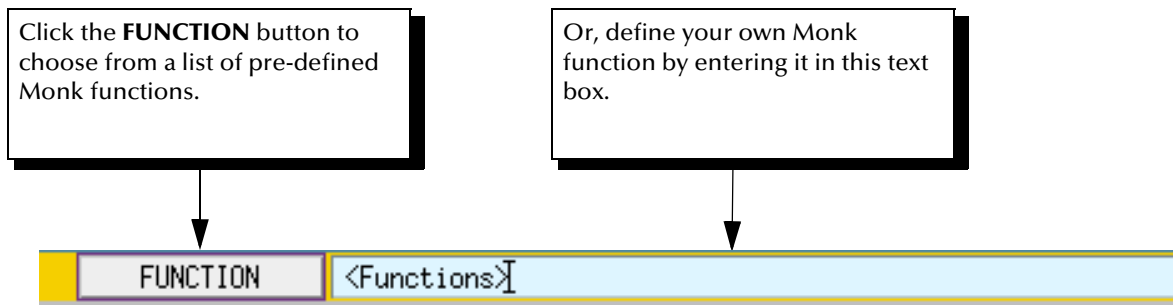 Click the FUNCTION button to
choose from a list of pre-defined
Monk functions.
Or, define your own Monk
function by entering it in this text
box.
FUNCTION
<Functions>